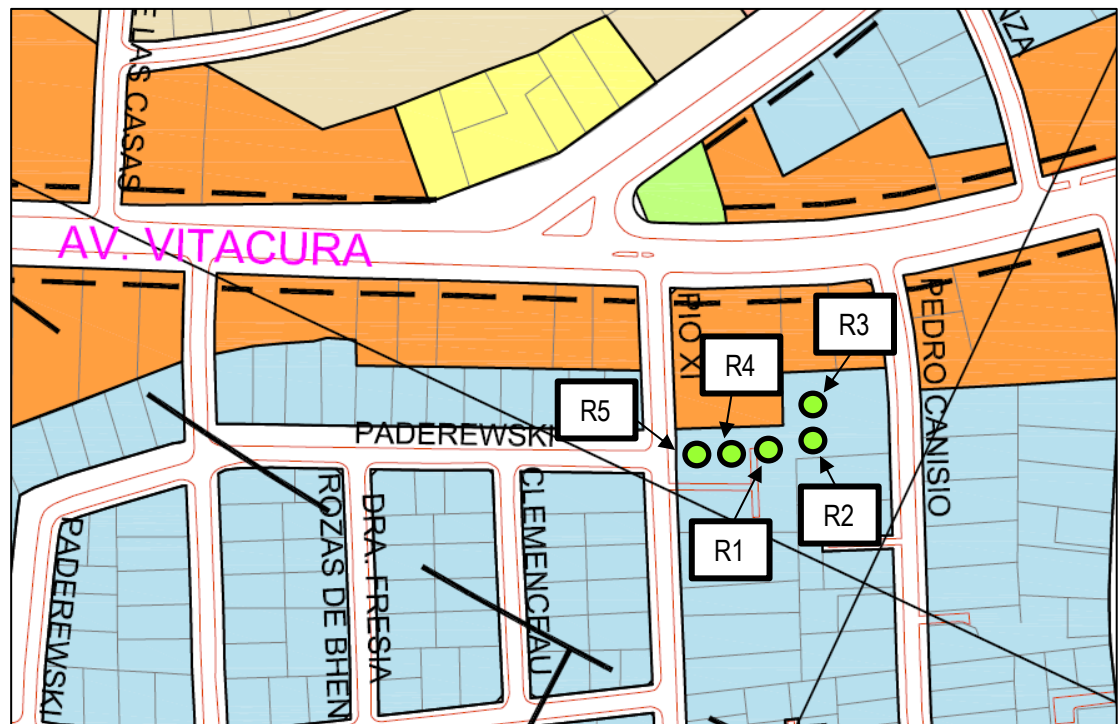 E LAS CASAS
NZA
AV. VITACURA
PIO XI
PEDRO CANISIO
R3
R4
R5
PADEREWSKI
R2
R1
PADEREWSKI
ROZAS DE BHEN
DRA. FRESIA
CLEMENCEAU